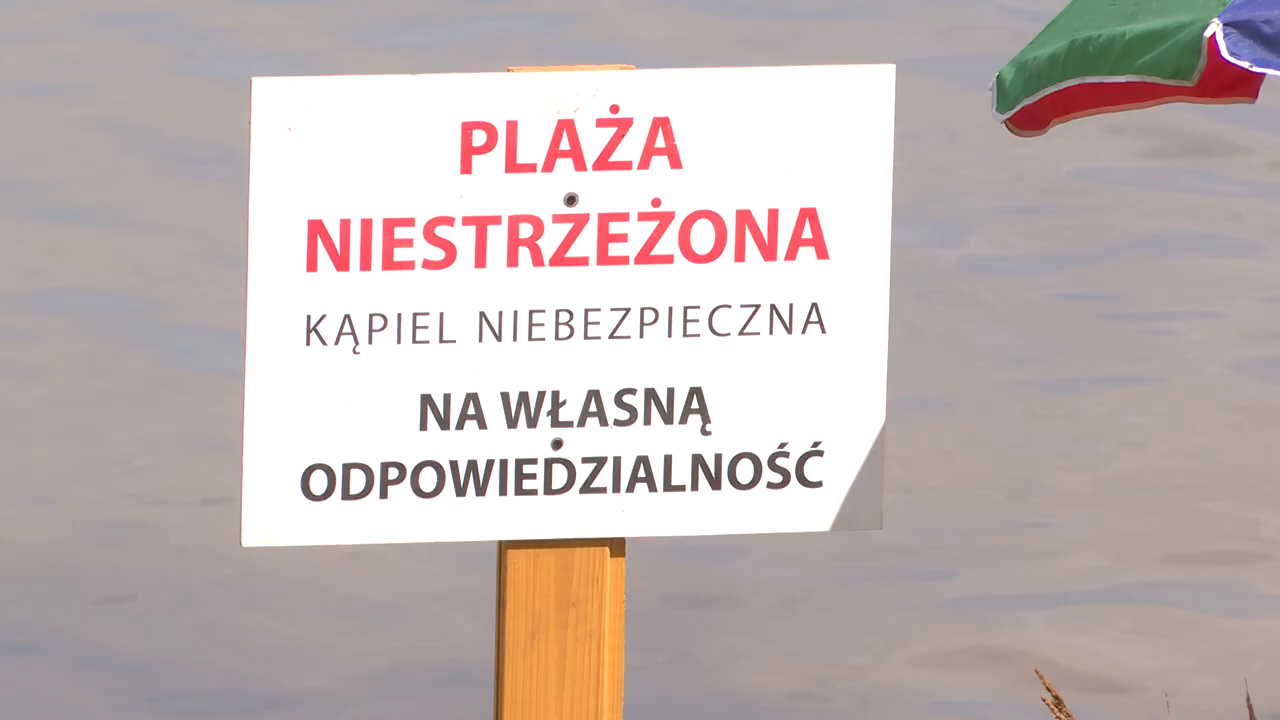 PLAŻA
NIESTRZEŻONA
KĄPIEL NIEBEZPIECZNA
NA WŁASNĄ
ODPOWIEDZIALNOŚĆ